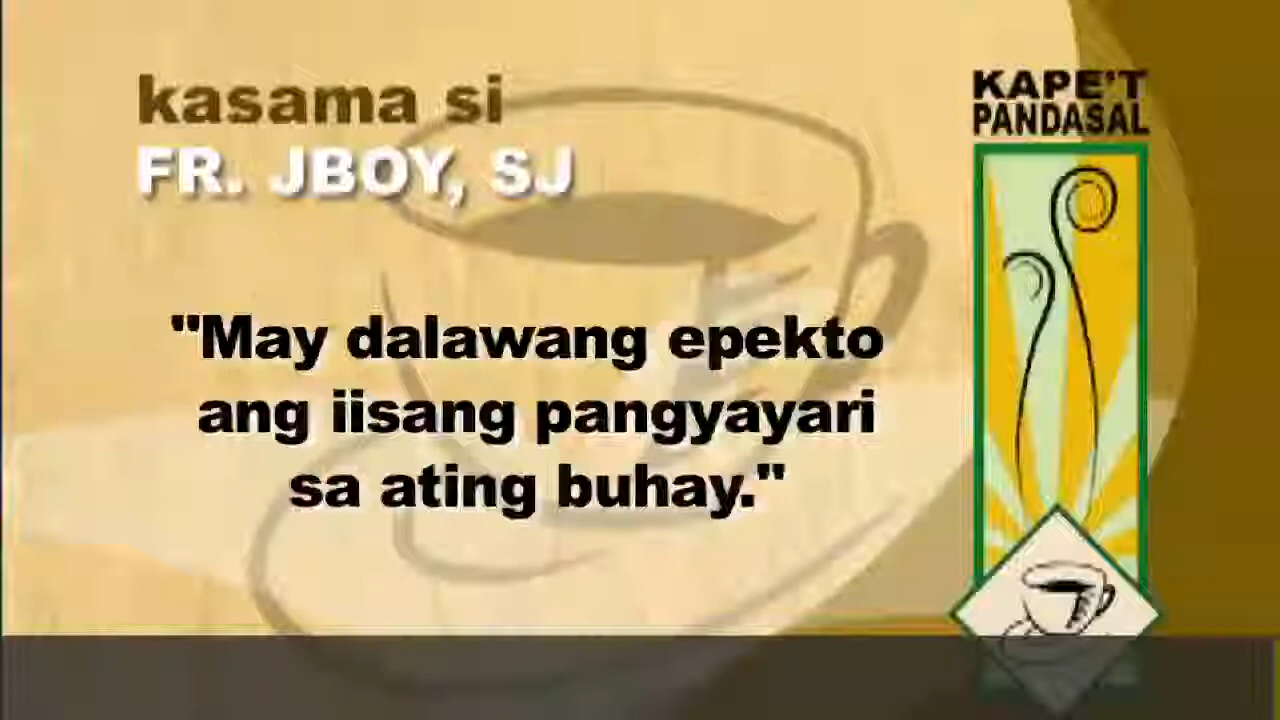 kasama si
FR. JBOY, SJ
"May dalawang epekto
ang iisang pangyayari
sa ating buhay."
KAPE'T
PANDASAL